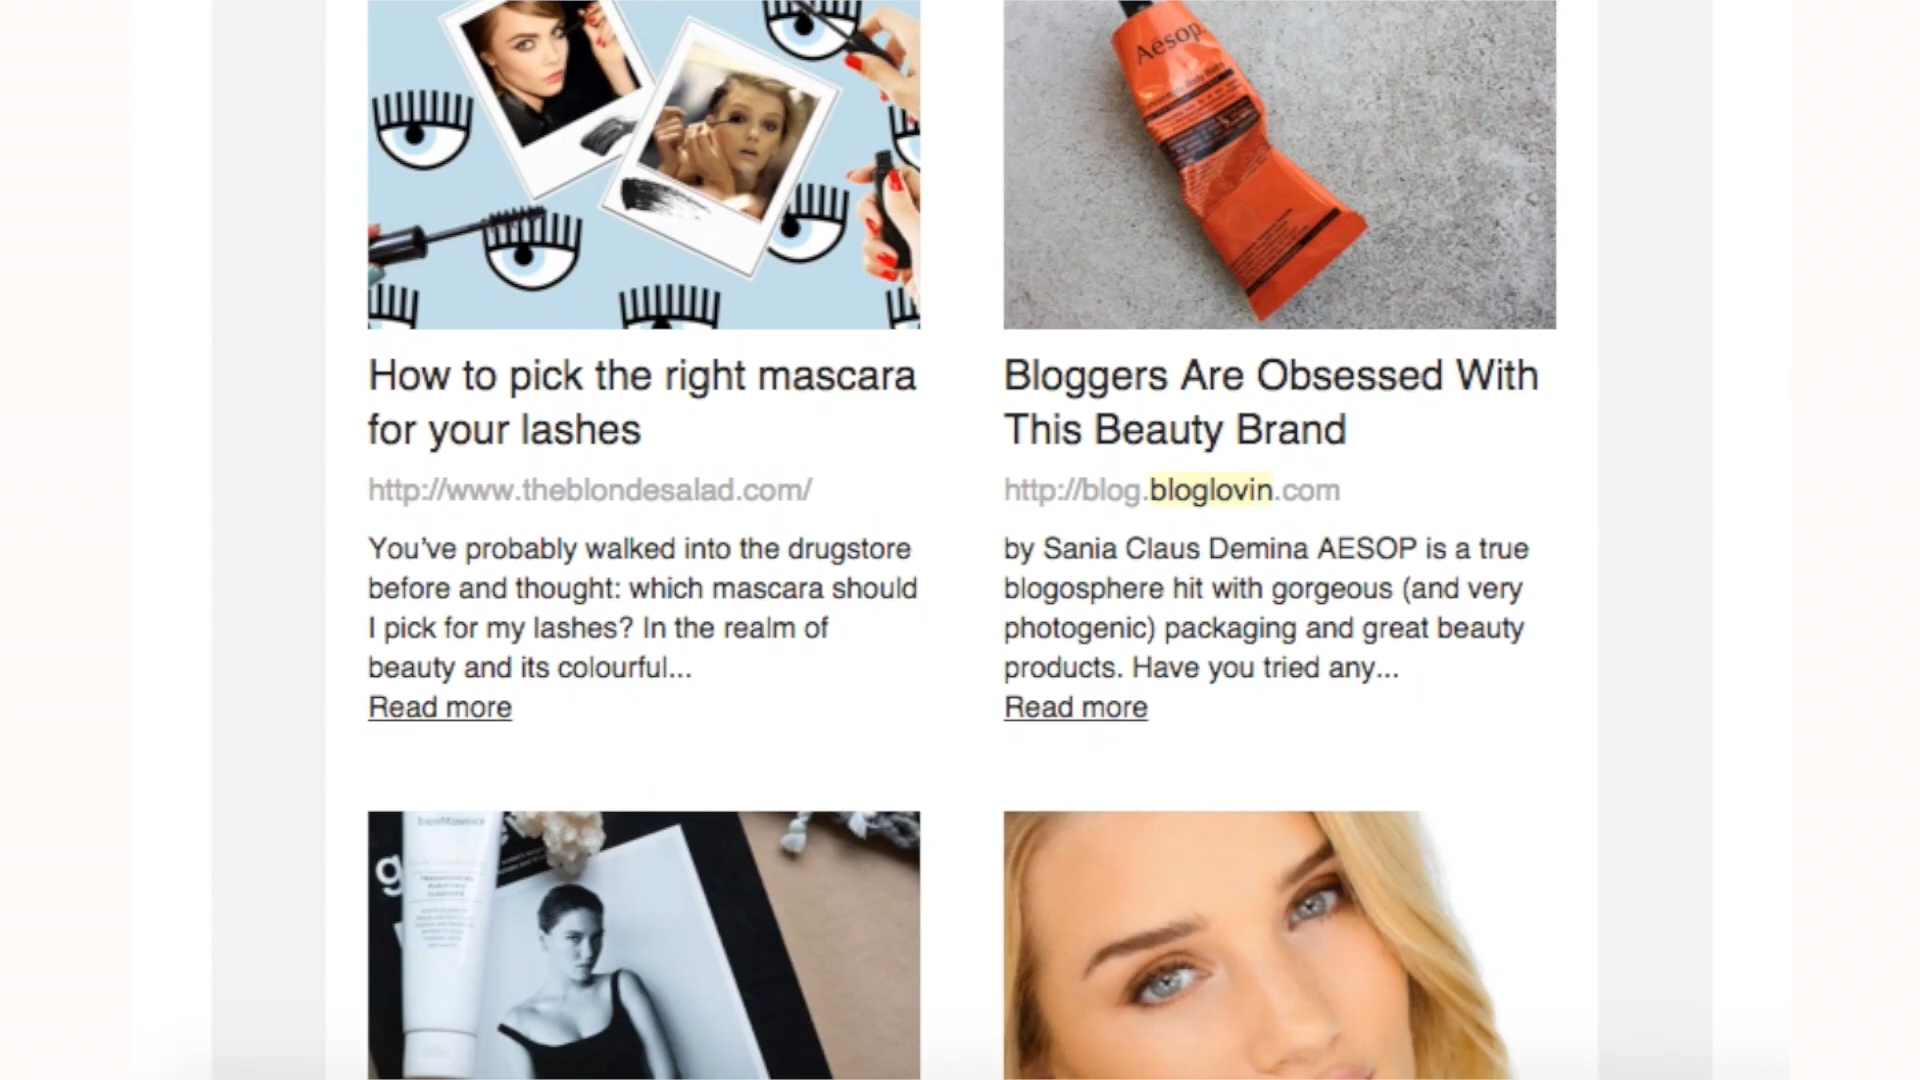 Aesop
How to pick the right mascara
for your lashes
http://www.theblondesalad.com/
You've probably walked into the drugstore
before and thought: which mascara should
I pick for my lashes? In the realm of
beauty and its colourful...
Read more
Bloggers Are Obsessed With
This Beauty Brand
http://blog.bloglovin.com
by Sania Claus Demina AESOP is a true
blogosphere hit with gorgeous (and very
photogenic) packaging and great beauty
products. Have you tried any...
Read more
bareMinerals
TRANSFORMING
PURIFYING
CLEANSER